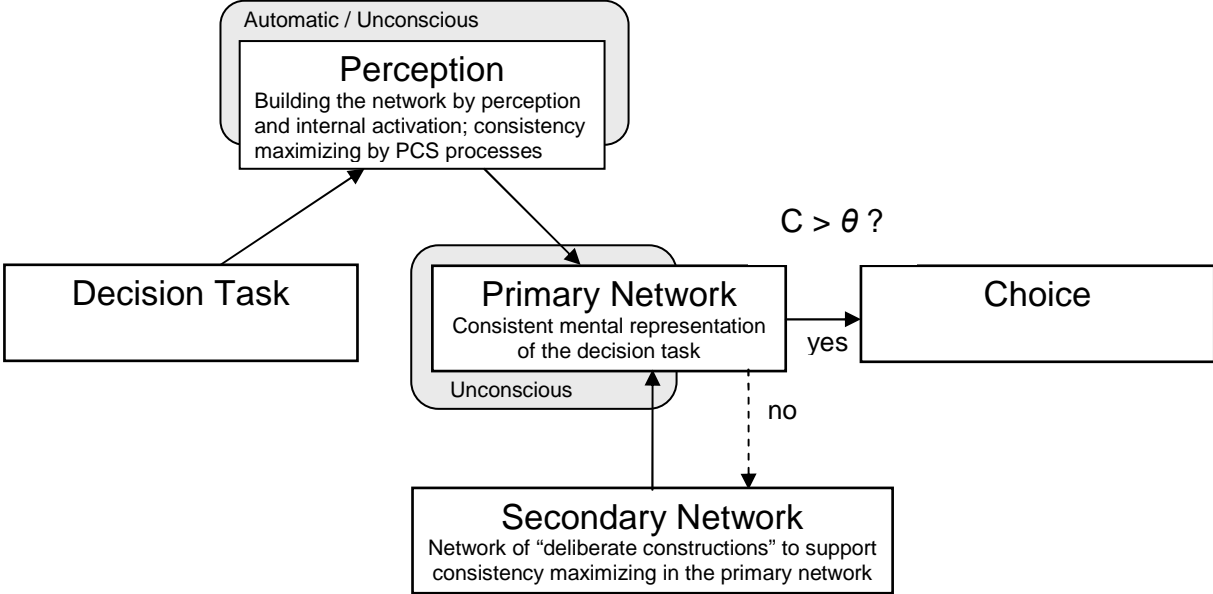 Automatic / Unconscious
Perception
Building the network by perception
and internal activation; consistency
maximizing by PCS processes
C > θ ?
Decision Task
Primary Network
Consistent mental representation
of the decision task
Unconscious
yes
Choice
no
Secondary Network
Network of “deliberate constructions” to support
consistency maximizing in the primary network